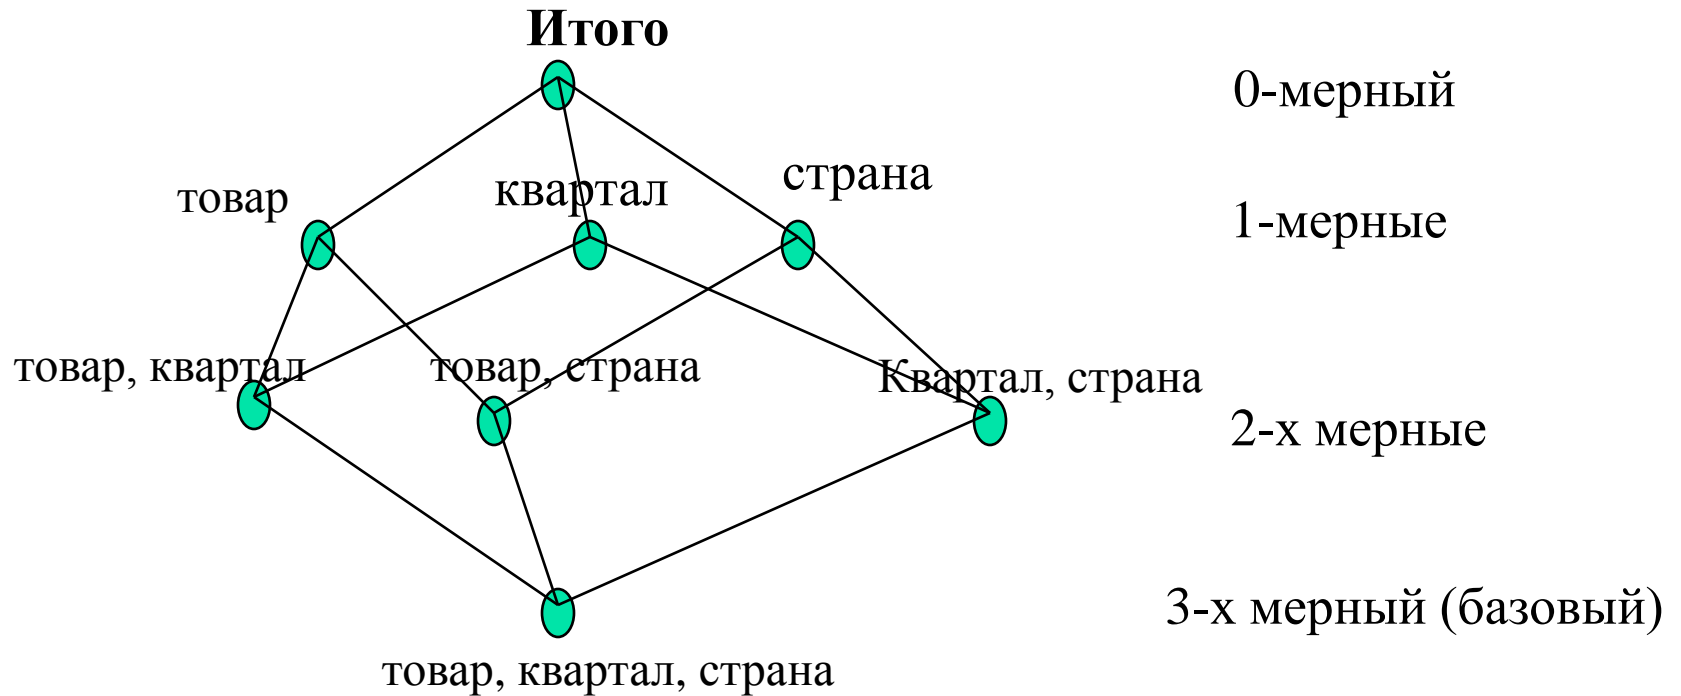 Итого
0-мерный
товар
квартал
страна
1-мерные
товар, квартал
товар, страна
Квартал, страна
2-х мерные
3-х мерный (базовый)
товар, квартал, страна